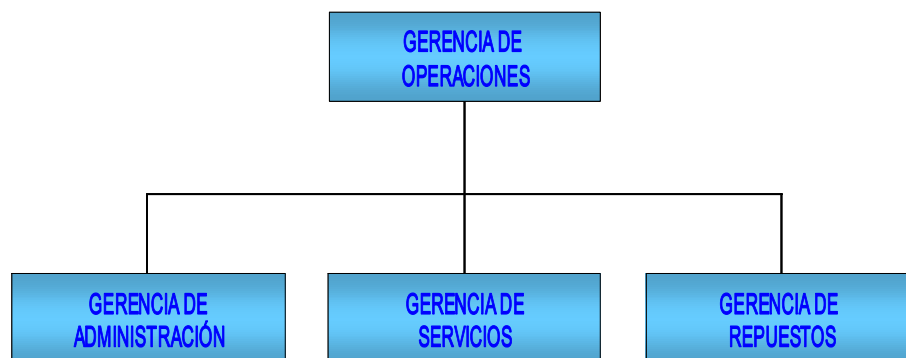 GERENCIA DE
OPERACIONES
GERENCIA DE
ADMINISTRACIÓN
GERENCIA DE
SERVICIOS
GERENCIA DE
REPUESTOS